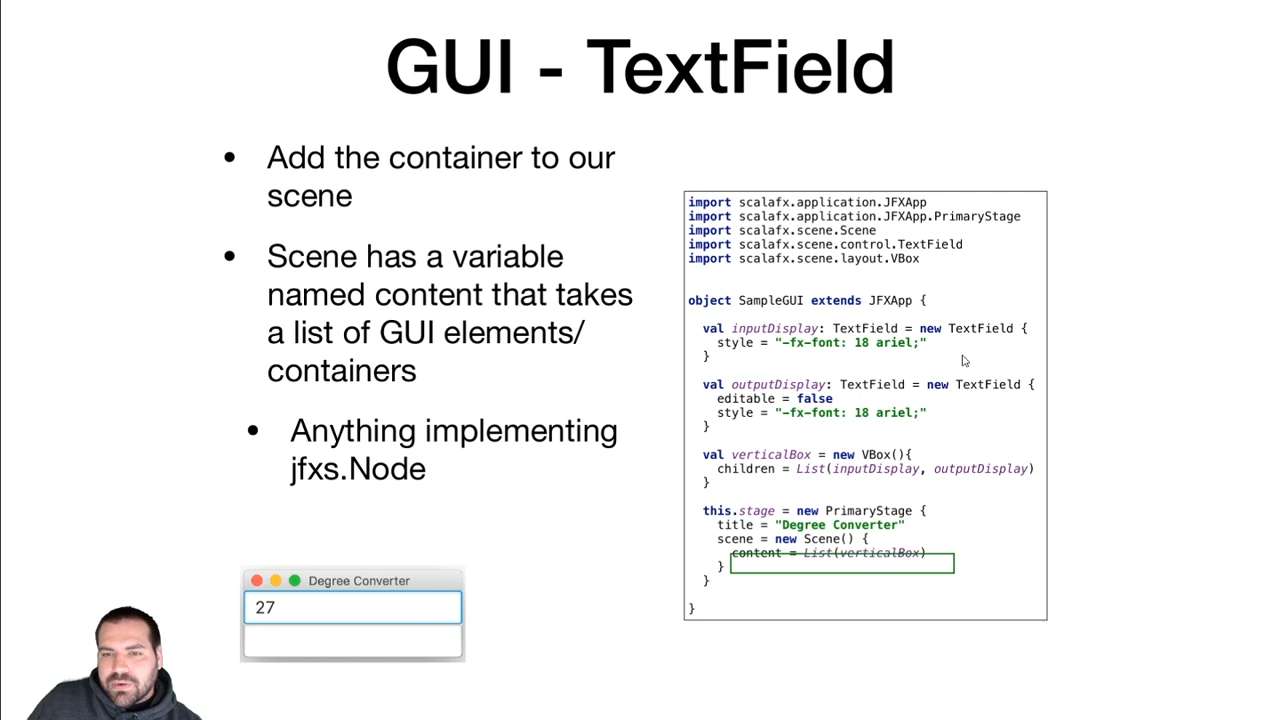 GUI - TextField
• Add the container to our
scene
• Scene has a variable
named content that takes
a list of GUI elements/
containers
• Anything implementing
jfxs.Node
import scalafx.application.JFXApp
import scalafx.application.JFXApp.PrimaryStage
import scalafx.scene.Scene
import scalafx.scene.control.TextField
import scalafx.scene.layout.VBox
object SampleGUI extends JFXApp {
val inputDisplay: TextField = new TextField {
style = "-fx-font: 18 ariel;"
}
val outputDisplay: TextField = new TextField {
editable = false
style = "-fx-font: 18 ariel;"
}
val verticalBox = new VBox(){
children = List(inputDisplay, outputDisplay)
}
this.stage = new PrimaryStage {
title = "Degree Converter"
scene = new Scene() {
content = List(verticalBox)
}
}
}
Degree Converter
27